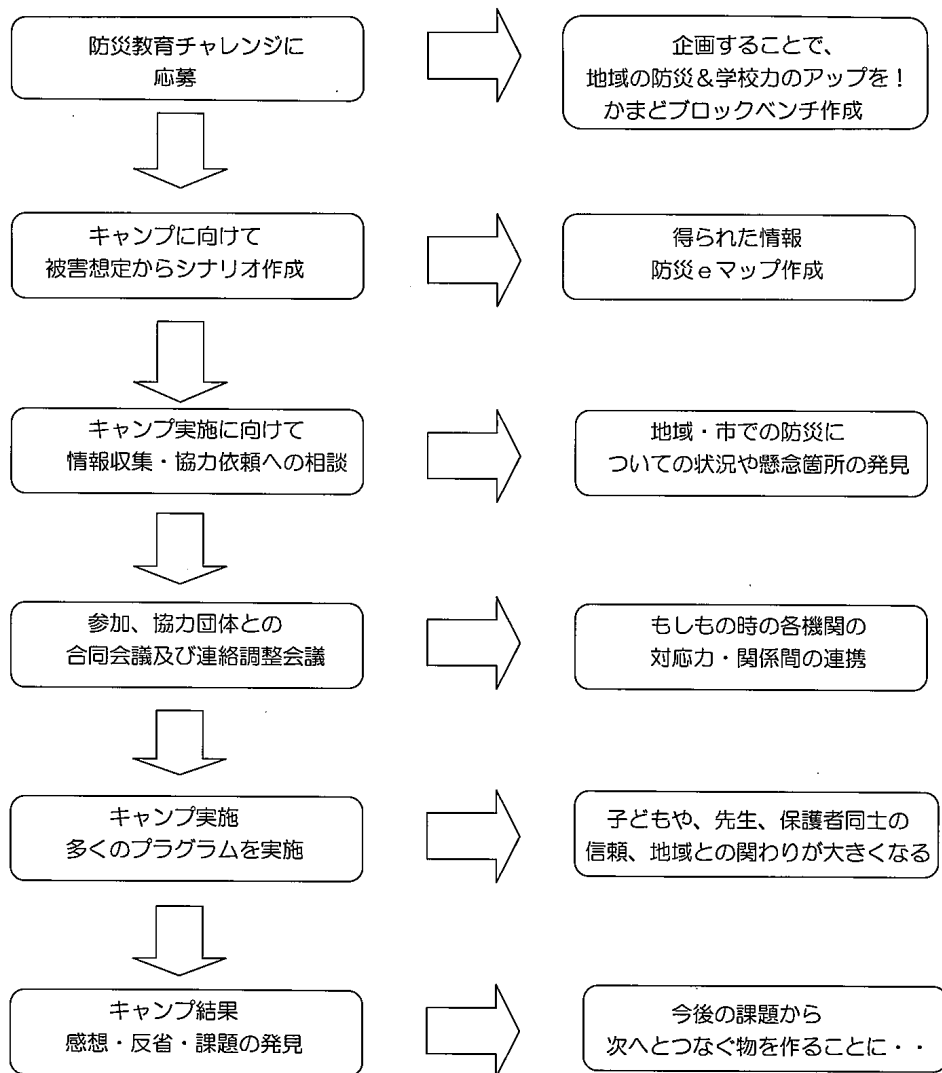 防災教育チャレンジに
応募
企画することで、
地域の防災＆学校力のアップを！
かまどブロックベンチ作成
キャンプに向けて
被害想定からシナリオ作成
得られた情報
防災ｅマップ作成
キャンプ実施に向けて
情報収集・協力依頼への相談
地域・市での防災に
ついての状況や懸念箇所の発見
参加、協力団体との
合同会議及び連絡調整会議
もしもの時の各機関の
対応力・関係間の連携
キャンプ実施
多くのプラグラムを実施
子どもや、先生、保護者同士の
信頼、地域との関わりが大きくなる
キャンプ結果
感想・反省・課題の発見
今後の課題から
次へとつなぐ物を作ることに・・